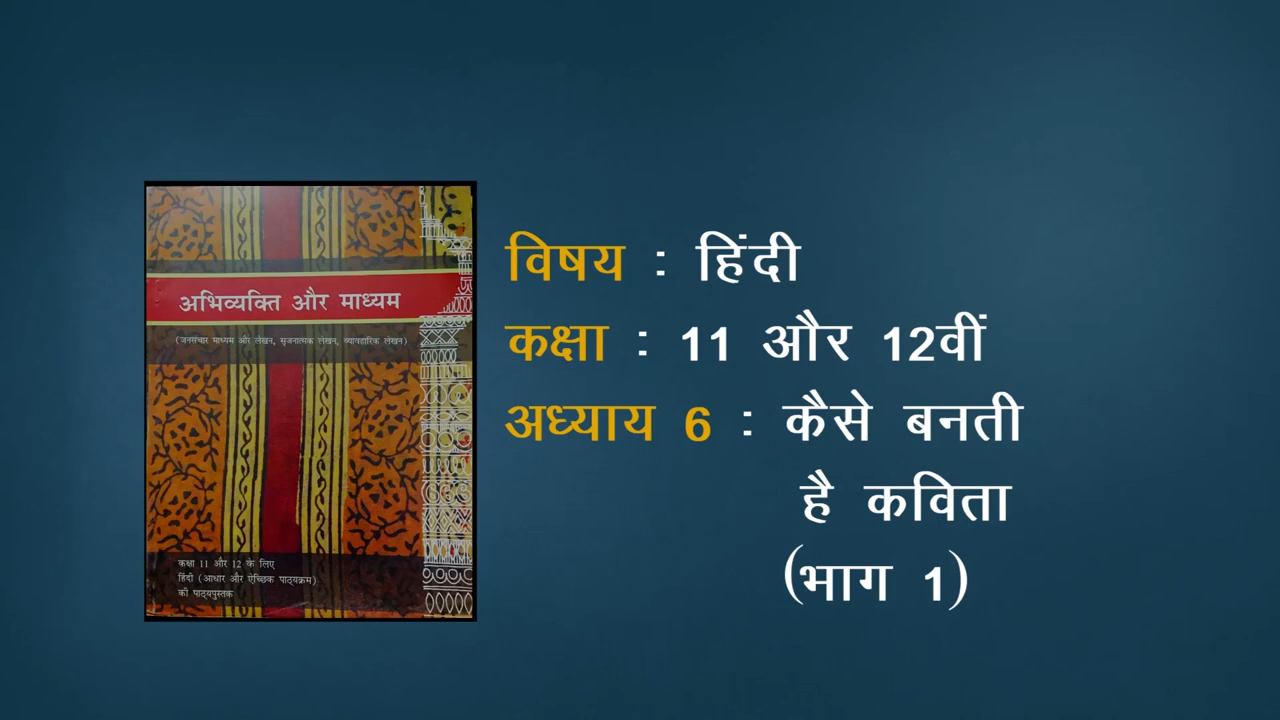 अभिव्यक्ति और माध्यम
(जनसंचार माध्यम और लेखन, सृजनात्मक लेखन, व्यावहारिक लेखन)
कक्षा 11 और 12 के लिए
हिंदी (आधार और ऐच्छिक पाठ्यक्रम)
की पाठ्यपुस्तक
विषय : हिंदी
कक्षा : 11 और 12वीं
अध्याय 6 : कैसे बनती
है कविता
(भाग 1)